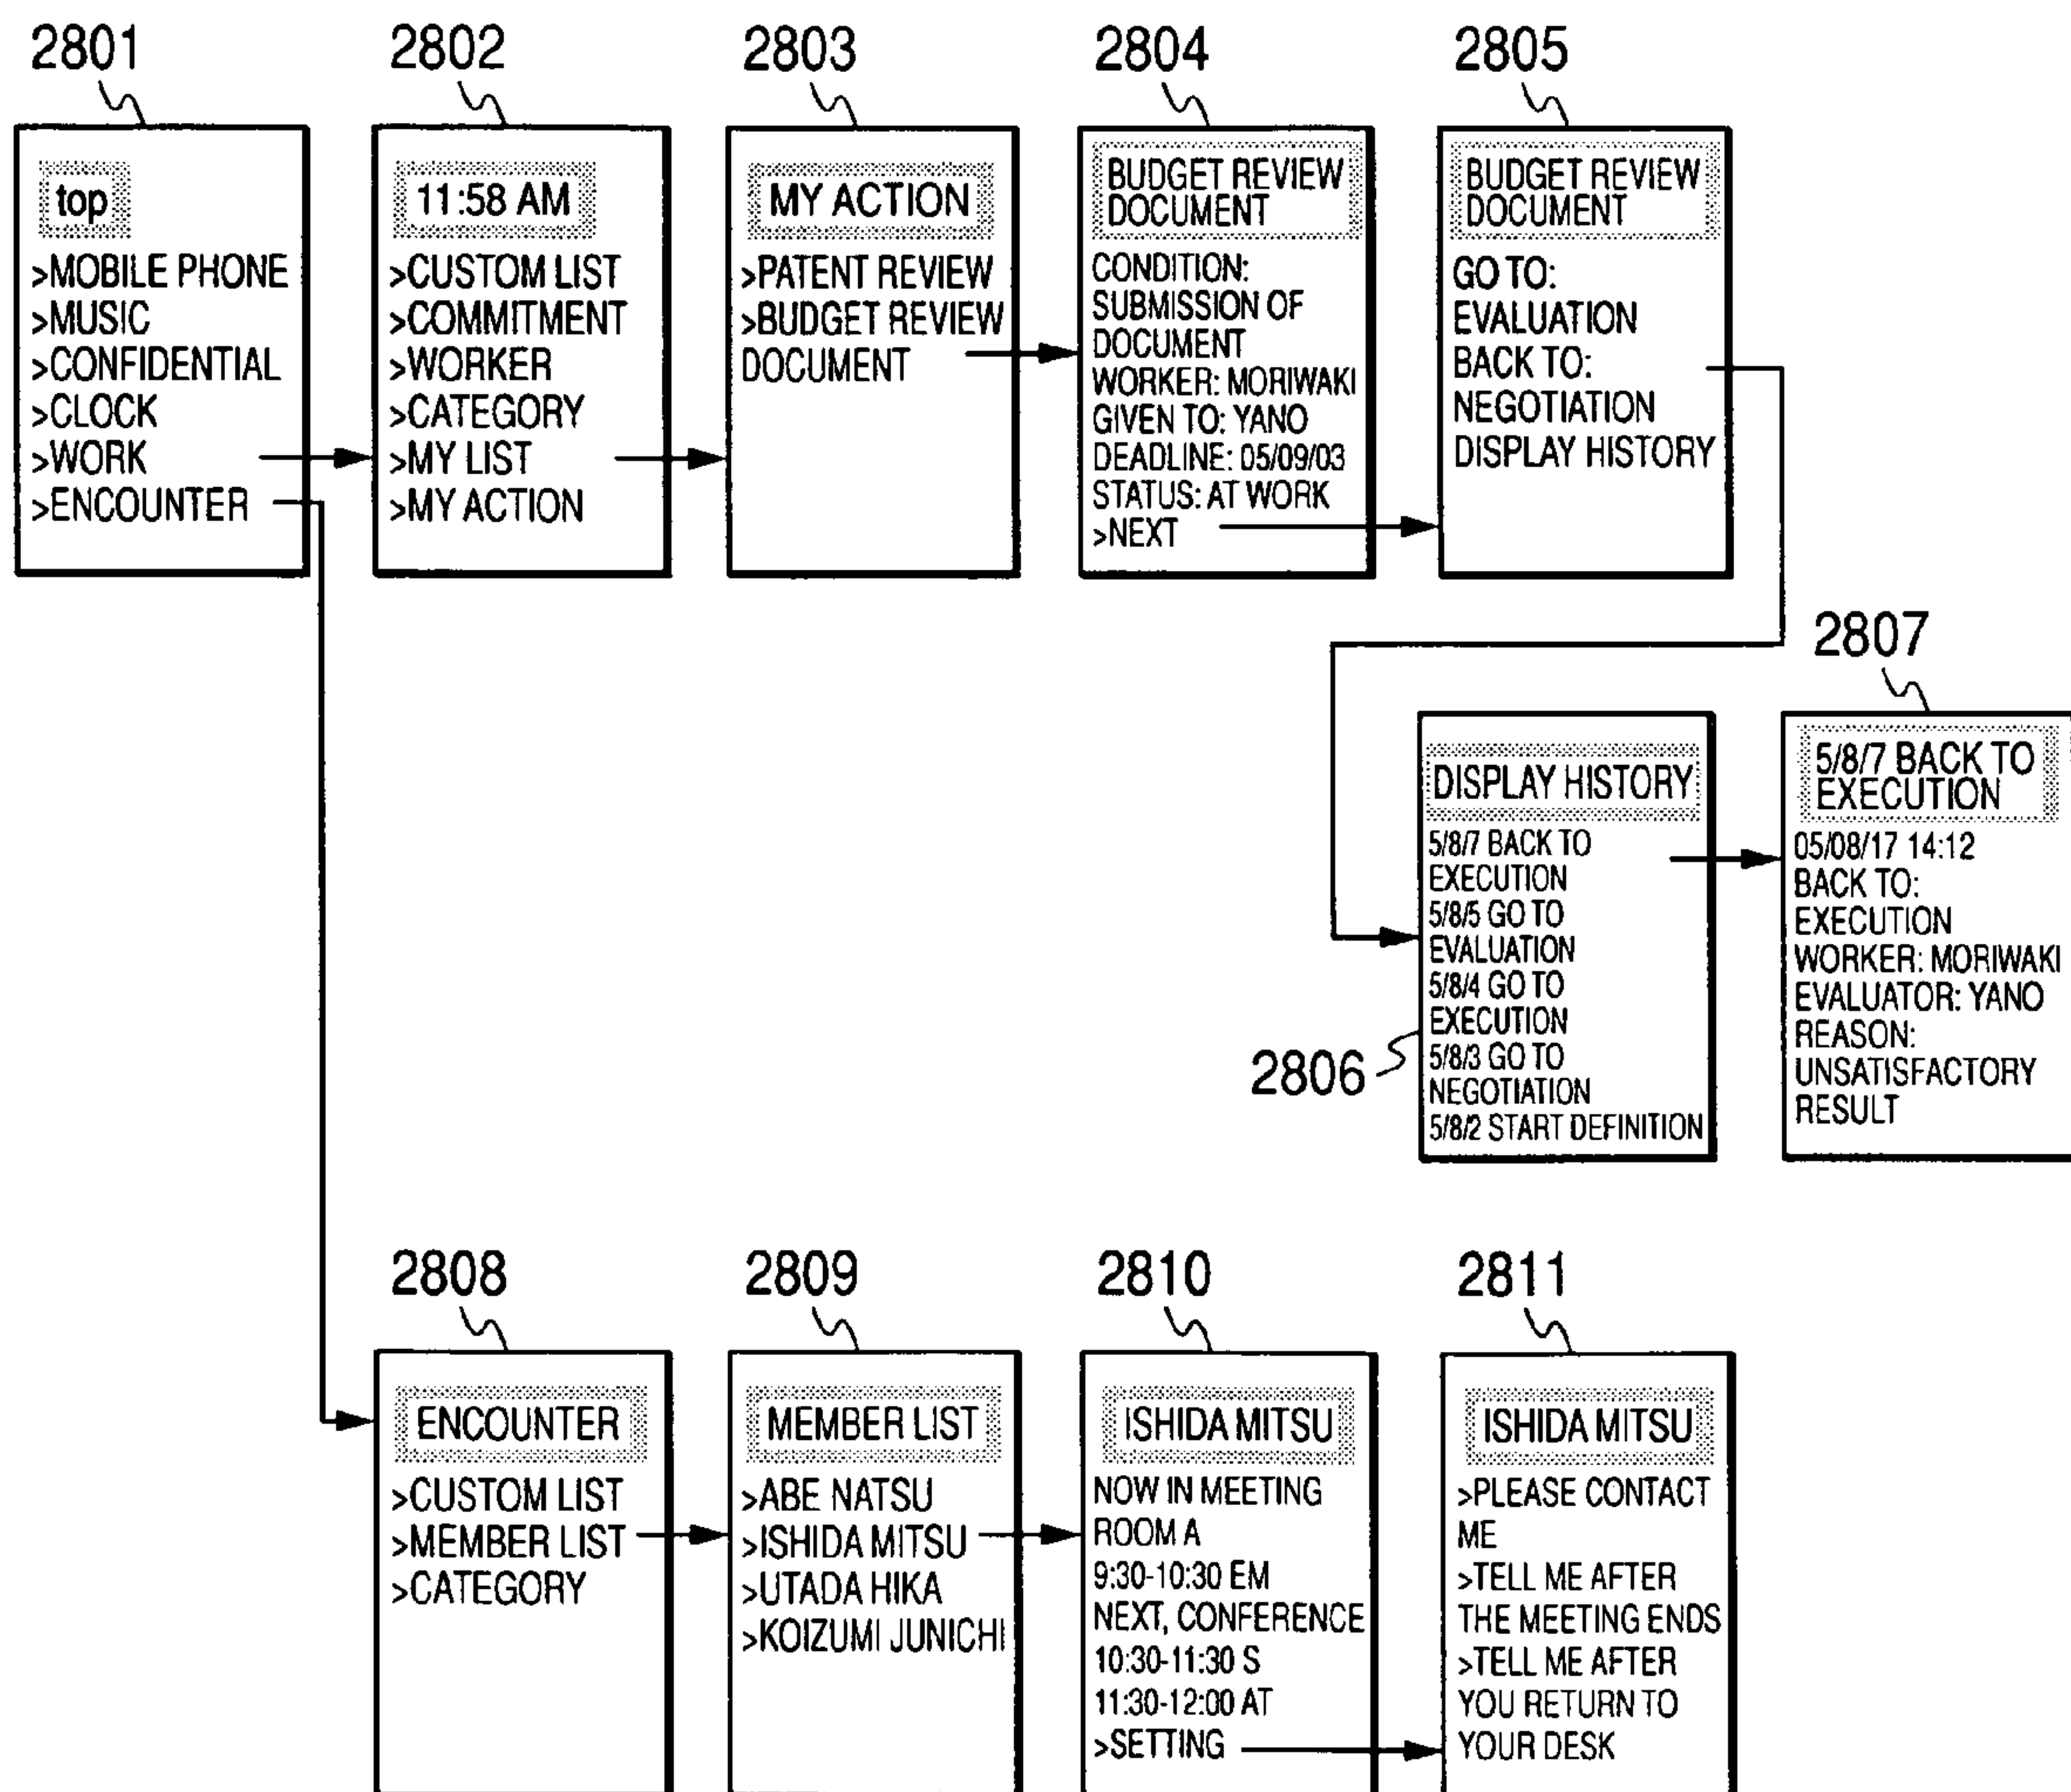 2801
top
>MOBILE PHONE
>MUSIC
>CONFIDENTIAL
>CLOCK
>WORK
>ENCOUNTER
2802
11:58 AM
>CUSTOM LIST
>COMMITMENT
>WORKER
>CATEGORY
>MY LIST
>MY ACTION
2803
MY ACTION
>PATENT REVIEW
>BUDGET REVIEW
DOCUMENT
2804
BUDGET REVIEW
DOCUMENT
CONDITION:
SUBMISSION OF
DOCUMENT
WORKER: MORIWAKI
GIVEN TO: YANO
DEADLINE: 05/09/03
STATUS: AT WORK
>NEXT
2805
BUDGET REVIEW
DOCUMENT
GO TO:
EVALUATION
BACK TO:
NEGOTIATION
DISPLAY HISTORY
2806
DISPLAY HISTORY
5/8/7 BACK TO
EXECUTION
5/8/5 GO TO
EVALUATION
5/8/4 GO TO
EXECUTION
5/8/3 GO TO
NEGOTIATION
5/8/2 START DEFINITION
2807
5/8/7 BACK TO
EXECUTION
05/08/17 14:12
BACK TO:
EXECUTION
WORKER: MORIWAKI
EVALUATOR: YANO
REASON:
UNSATISFACTORY
RESULT
2808
ENCOUNTER
>CUSTOM LIST
>MEMBER LIST
>CATEGORY
2809
MEMBER LIST
>ABE NATSU
>ISHIDA MITSU
>UTADA HIKA
>KOIZUMI JUNICHI
2810
ISHIDA MITSU
NOW IN MEETING
ROOM A
9:30-10:30 EM
NEXT, CONFERENCE
10:30-11:30 S
11:30-12:00 AT
>SETTING
2811
ISHIDA MITSU
>PLEASE CONTACT
ME
>TELL ME AFTER
THE MEETING ENDS
>TELL ME AFTER
YOU RETURN TO
YOUR DESK